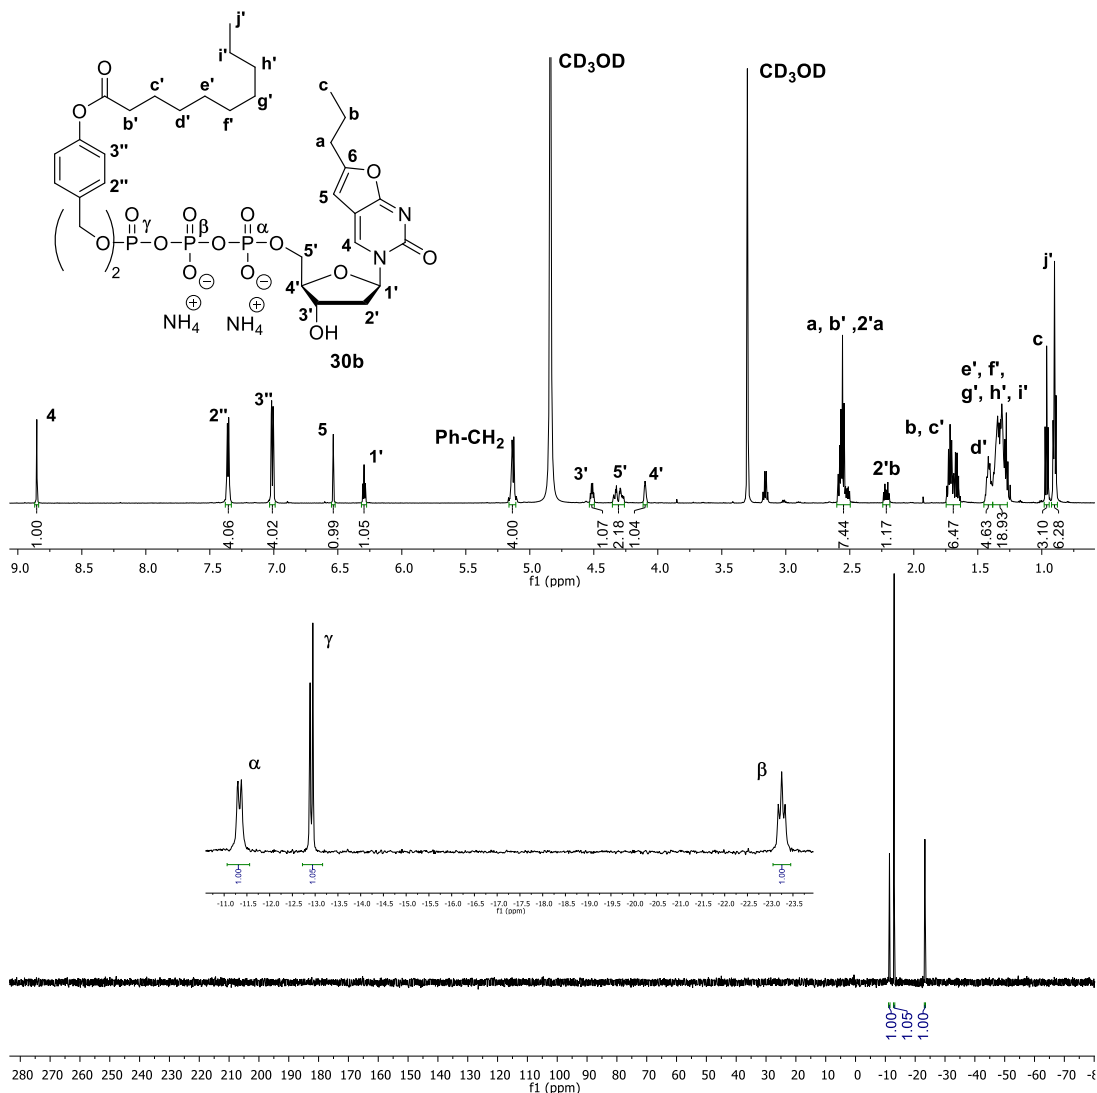 j'
i'
h'
g'
f'
e'
d'
c'
b'
O
O
3''
2''
c
b
a
6
O
5
N
4
N
O
O γ O β O α
( ) 2 O P O P O P O 5'
O ⊖ O ⊖
⊕ ⊕
NH4 NH4
4' O 1'
3' 2'
OH
30b
CD3OD
CD3OD
4
2''
3''
5
1'
Ph-CH2
3'
5'
4'
a, b' ,2'a
2'b
b, c'
d'
e', f',
g', h', i'
c
j'
1.00 4.06 4.02 0.99 1.05 4.00 1.07 2.18 1.04 7.44 1.17 6.47 4.63 18.93 3.10 6.28
9.0 8.5 8.0 7.5 7.0 6.5 6.0 5.5 5.0 4.5 4.0 3.5 3.0 2.5 2.0 1.5 1.0
f1 (ppm)
α
γ
β
1.00 1.05 1.00
-11.0 -11.5 -12.0 -12.5 -13.0 -13.5 -14.0 -14.5 -15.0 -15.5 -16.0 -16.5 -17.0 -17.5 -18.0 -18.5 -19.0 -19.5 -20.0 -20.5 -21.0 -21.5 -22.0 -22.5 -23.0 -23.5
f1 (ppm)
1.00 1.05 1.00
280 270 260 250 240 230 220 210 200 190 180 170 160 150 140 130 120 110 100 90 80 70 60 50 40 30 20 10 0 -10 -20 -30 -40 -50 -60 -70 -8
f1 (ppm)